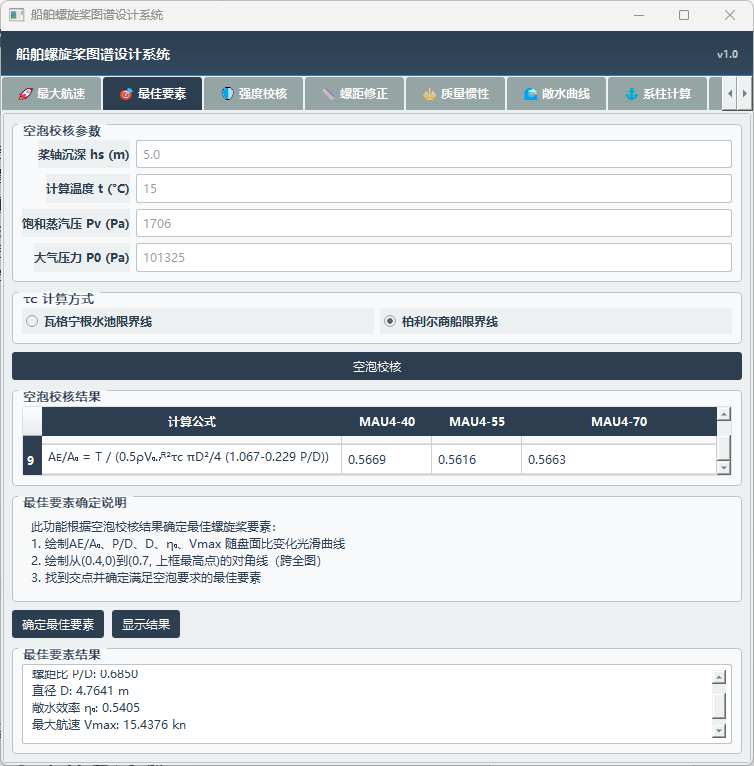 船舶螺旋桨图谱设计系统
船舶螺旋桨图谱设计系统
v1.0
最大航速
最佳要素
强度校核
螺距修正
质量惯性
敞水曲线
系柱计算
空泡校核参数
桨轴沉深 hs (m)
5.0
计算温度 t (°C)
15
饱和蒸汽压 Pv (Pa)
1706
大气压力 P0 (Pa)
101325
τc 计算方式
瓦格宁根水池限界线
柏利尔商船限界线
空泡校核
空泡校核结果
计算公式 MAU4-40 MAU4-55 MAU4-70
9 AE/A₀ = T / (0.5ρV₀.₇ᵣ²τc πD²/4 (1.067-0.229 P/D)) 0.5669 0.5616 0.5663
最佳要素确定说明
此功能根据空泡校核结果确定最佳螺旋桨要素：
1. 绘制AE/A₀、P/D、D、η₀、Vmax 随盘面比变化光滑曲线
2. 绘制从(0.4,0)到(0.7, 上框最高点)的对角线（跨全图）
3. 找到交点并确定满足空泡要求的最佳要素
确定最佳要素
显示结果
最佳要素结果
螺距比 P/D: 0.6850
直径 D: 4.7641 m
敞水效率 η₀: 0.5405
最大航速 Vmax: 15.4376 kn